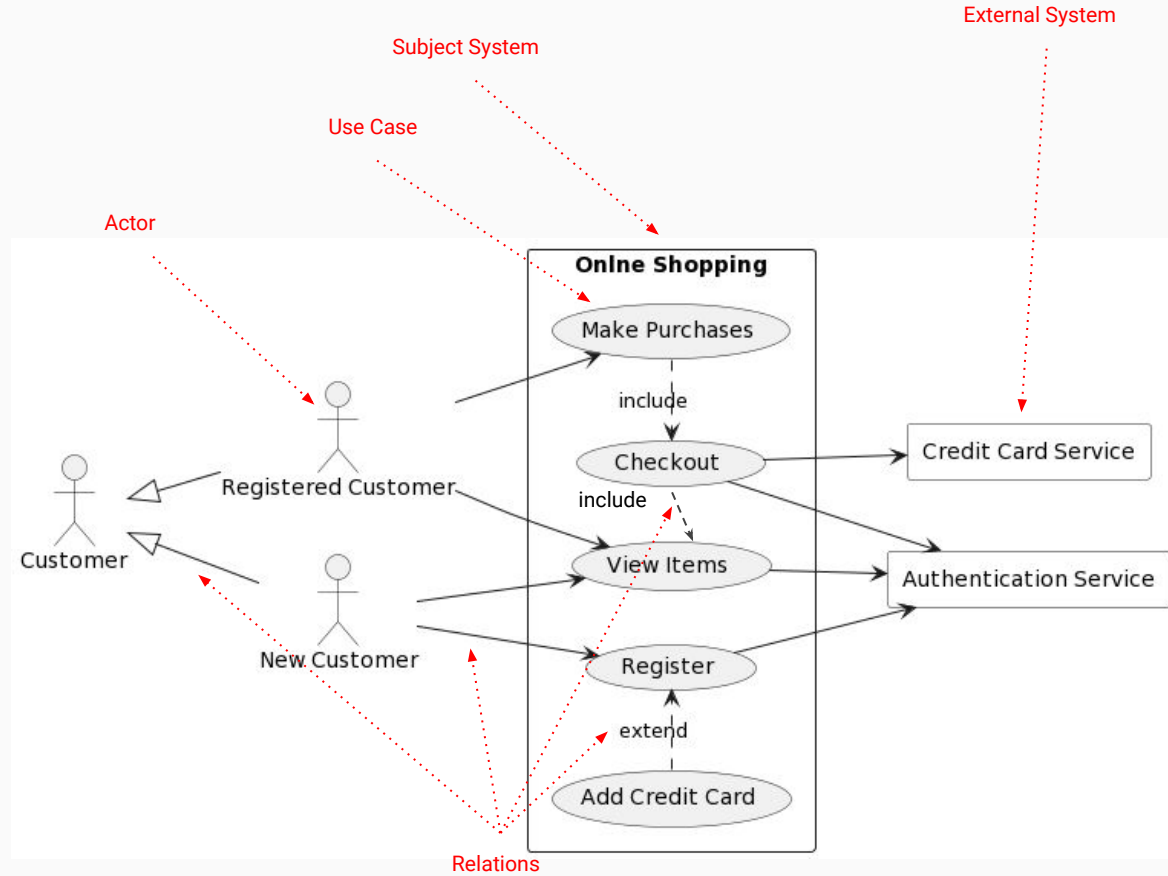 External System
Subject System
Use Case
Actor
Onlne Shopping
Make Purchases
include
Checkout
Credit Card Service
Registered Customer
include
Customer
View Items
Authentication Service
New Customer
Register
extend
Add Credit Card
Relations